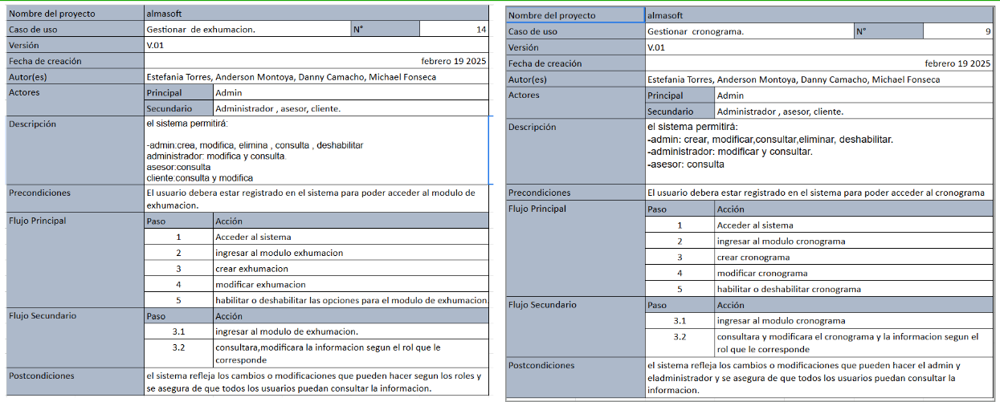 Nombre del proyecto almasoft
Caso de uso Gestionar de exhumacion. N° 14
Versión V.01
Fecha de creación febrero 19 2025
Autor(es) Estefania Torres, Anderson Montoya, Danny Camacho, Michael Fonseca
Actores Principal Admin
Secundario Administrador , asesor, cliente.
Descripción el sistema permitirá:
-admin:crea, modifica, elimina , consulta , deshabilitar
administrador: modifica y consulta.
asesor:consulta
cliente:consulta y modifica
Precondiciones El usuario debera estar registrado en el sistema para poder acceder al modulo de
exhumacion.
Flujo Principal Paso Acción
1 Acceder al sistema
2 ingresar al modulo exhumacion
3 crear exhumacion
4 modificar exhumacion
5 habilitar o deshabilitar las opciones para el modulo de exhumacion.
Flujo Secundario Paso Acción
3.1 ingresar al modulo de exhumacion.
3.2 consultara,modificara la informacion segun el rol que le
corresponde
Postcondiciones el sistema refleja los cambios o modificaciones que pueden hacer segun los roles y
se asegura de que todos los usuarios puedan consultar la informacion.
Nombre del proyecto almasoft
Caso de uso Gestionar cronograma. N° 9
Versión V.01
Fecha de creación febrero 19 2025
Autor(es) Estefania Torres, Anderson Montoya, Danny Camacho, Michael Fonseca
Actores Principal Admin
Secundario Administrador , asesor, cliente.
Descripción el sistema permitirá:
-admin: crear, modificar,consultar,eliminar, deshabilitar.
-administrador: modificar y consultar.
-asesor: consulta
Precondiciones El usuario debera estar registrado en el sistema para poder acceder al cronograma
Flujo Principal Paso Acción
1 Acceder al sistema
2 ingresar al modulo cronograma
3 crear cronograma
4 modificar cronograma
5 habilitar o deshabilitar cronograma
Flujo Secundario Paso Acción
3.1 ingresar al modulo cronograma
3.2 consultara y modificara el cronograma y la informacion segun el
rol que le corresponde
Postcondiciones el sistema refleja los cambios o modificaciones que pueden hacer el admin y
eladministrador y se asegura de que todos los usuarios puedan consultar la
informacion.